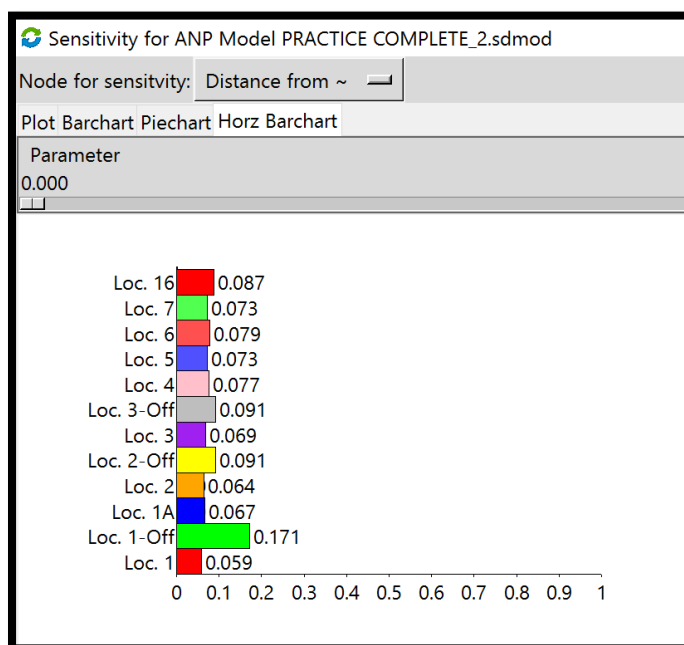 Sensitivity for ANP Model PRACTICE COMPLETE_2.sdmod
Node for sensitvity: Distance from ~
Plot Barchart Piechart Horz Barchart
Parameter
0.000
Loc. 16 0.087
Loc. 7 0.073
Loc. 6 0.079
Loc. 5 0.073
Loc. 4 0.077
Loc. 3-Off 0.091
Loc. 3 0.069
Loc. 2-Off 0.091
Loc. 2 0.064
Loc. 1A 0.067
Loc. 1-Off 0.171
Loc. 1 0.059
0 0.1 0.2 0.3 0.4 0.5 0.6 0.7 0.8 0.9 1